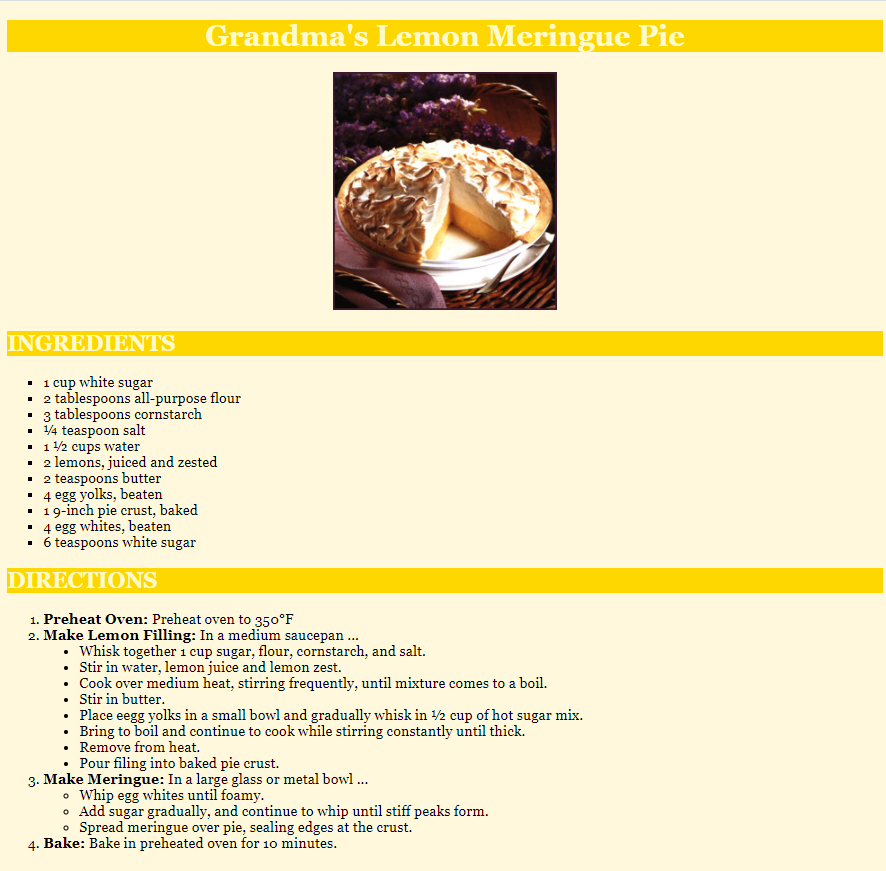 Grandma's Lemon Meringue Pie
INGREDIENTS
1 cup white sugar
2 tablespoons all-purpose flour
3 tablespoons cornstarch
¼ teaspoon salt
1 ½ cups water
2 lemons, juiced and zested
2 teaspoons butter
4 egg yolks, beaten
1 9-inch pie crust, baked
4 egg whites, beaten
6 teaspoons white sugar
DIRECTIONS
1. Preheat Oven: Preheat oven to 350°F
2. Make Lemon Filling: In a medium saucepan ...
Whisk together 1 cup sugar, flour, cornstarch, and salt.
Stir in water, lemon juice and lemon zest.
Cook over medium heat, stirring frequently, until mixture comes to a boil.
Stir in butter.
Place eegg yolks in a small bowl and gradually whisk in ½ cup of hot sugar mix.
Bring to boil and continue to cook while stirring constantly until thick.
Remove from heat.
Pour filing into baked pie crust.
3. Make Meringue: In a large glass or metal bowl ...
Whip egg whites until foamy.
Add sugar gradually, and continue to whip until stiff peaks form.
Spread meringue over pie, sealing edges at the crust.
4. Bake: Bake in preheated oven for 10 minutes.